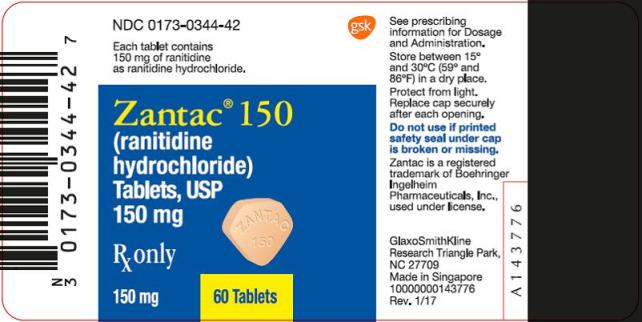 NDC 0173-0344-42
Each tablet contains
150 mg of ranitidine
as ranitidine hydrochloride.
Zantac® 150
(ranitidine
hydrochloride)
Tablets, USP
150 mg
ZANTAC
150
Rx only
150 mg
60 Tablets
N
3 0173-0344-42 7
gsk
See prescribing
information for Dosage
and Administration.
Store between 15°
and 30°C (59° and
86°F) in a dry place.
Protect from light.
Replace cap securely
after each opening.
Do not use if printed
safety seal under cap
is broken or missing.
Zantac is a registered
trademark of Boehringer
Ingelheim
Pharmaceuticals, Inc.,
used under license.
GlaxoSmithKline
Research Triangle Park,
NC 27709
Made in Singapore
10000000143776
Rev. 1/17
A143776